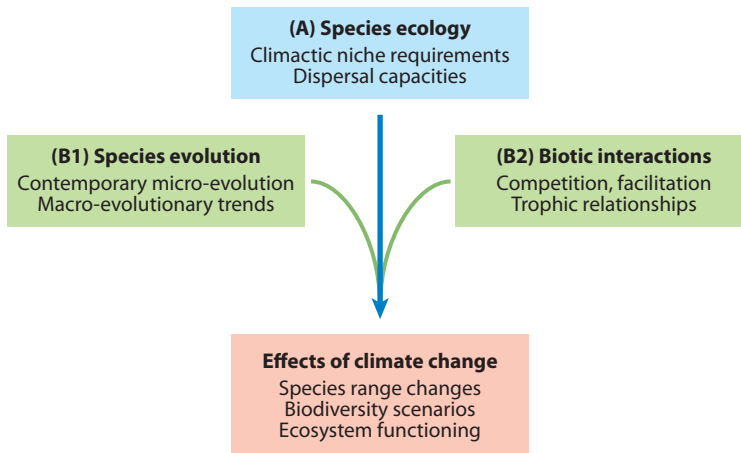 (A) Species ecology
Climactic niche requirements
Dispersal capacities
(B1) Species evolution
Contemporary micro-evolution
Macro-evolutionary trends
(B2) Biotic interactions
Competition, facilitation
Trophic relationships
Effects of climate change
Species range changes
Biodiversity scenarios
Ecosystem functioning